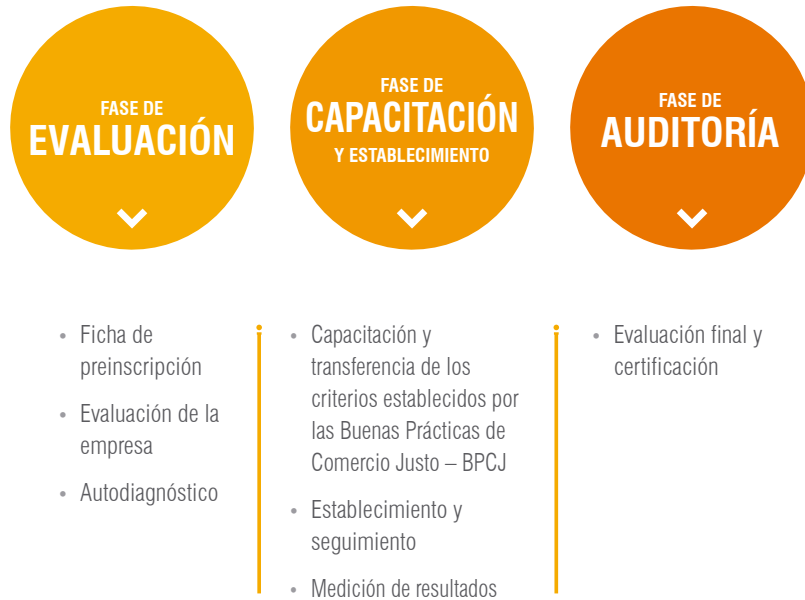 FASE DE
EVALUACIÓN
FASE DE
CAPACITACIÓN
Y ESTABLECIMIENTO
FASE DE
AUDITORÍA
• Ficha de
preinscripción
• Evaluación de la
empresa
• Autodiagnóstico
• Capacitación y
transferencia de los
criterios establecidos por
las Buenas Prácticas de
Comercio Justo – BPCJ
• Establecimiento y
seguimiento
• Medición de resultados
• Evaluación final y
certificación